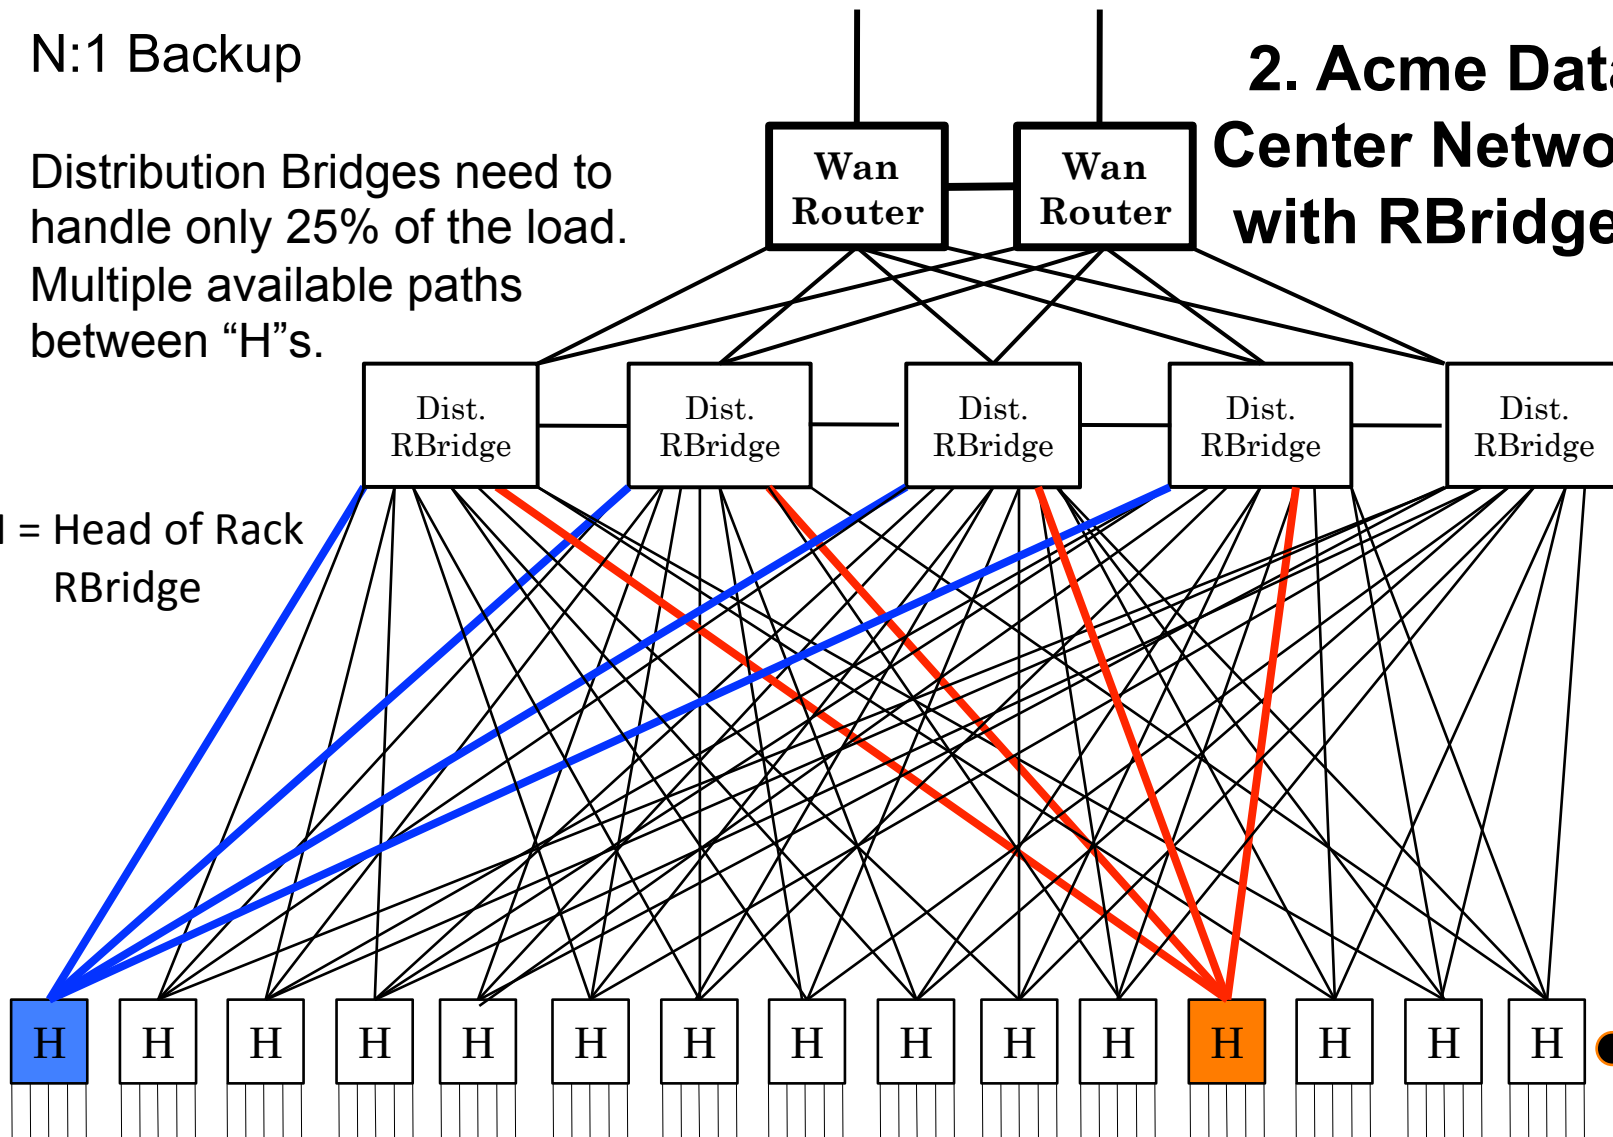 N:1 Backup
2. Acme Data
Center Netwo
with RBridge
Distribution Bridges need to
handle only 25% of the load.
Multiple available paths
between “H”s.
Wan
Router
Wan
Router
Dist.
RBridge
Dist.
RBridge
Dist.
RBridge
Dist.
RBridge
Dist.
RBridge
H = Head of Rack
RBridge
H H H H H H H H H H H H H H H